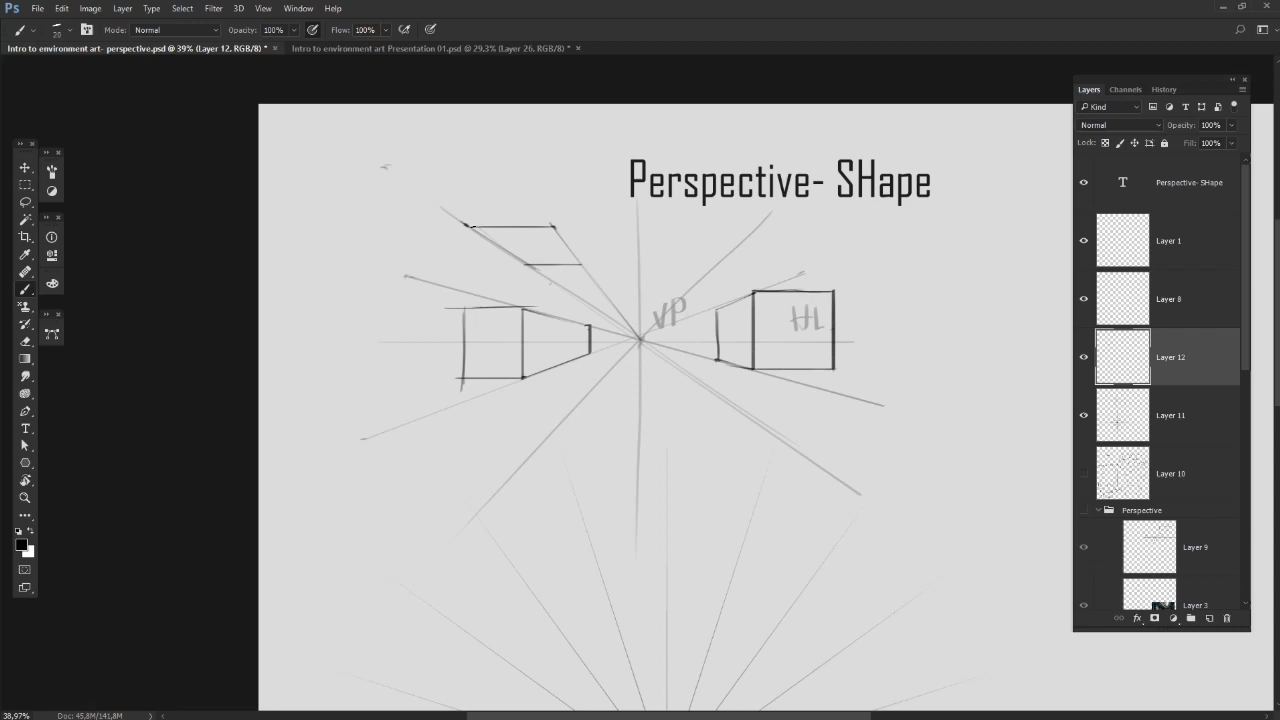 Ps File Edit Image Layer Type Select Filter 3D View Window Help
20 Mode: Normal Opacity: 100% Flow: 100%
Intro to environment art- perspective.psd @ 39% (Layer 12, RGB/8) * × Intro to environment art Presentation 01.psd @ 29,3% (Layer 26, RGB/8) * ×
Perspective- SHape
VP
HL
Layers Channels History
Kind
Normal Opacity: 100%
Lock: Fill: 100%
T Perspective- SHape
Layer 1
Layer 8
Layer 12
Layer 11
Layer 10
Perspective
Layer 9
Layer 3
fx
38,97% Doc: 45,8M/141,8M